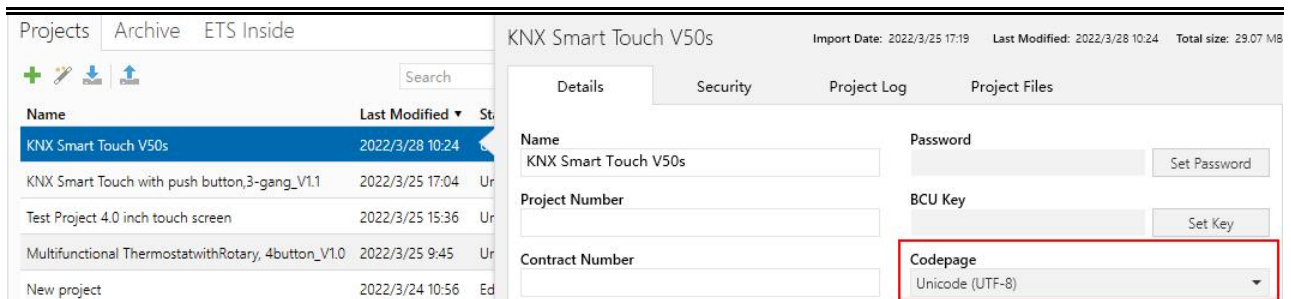 Projects Archive ETS Inside
Search
Name Last Modified
KNX Smart Touch V50s 2022/3/28 10:24
KNX Smart Touch with push button,3-gang_V1.1 2022/3/25 17:04 Ur
Test Project 4.0 inch touch screen 2022/3/25 15:36 Ur
Multifunctional ThermostatwithRotary, 4button_V1.0 2022/3/25 9:45 Ur
New project 2022/3/24 10:56 Ed
KNX Smart Touch V50s Import Date: 2022/3/25 17:19 Last Modified: 2022/3/28 10:24 Total size: 29.07 MB
Details Security Project Log Project Files
Name Password
KNX Smart Touch V50s Set Password
Project Number BCU Key
Set Key
Contract Number Codepage
Unicode (UTF-8)